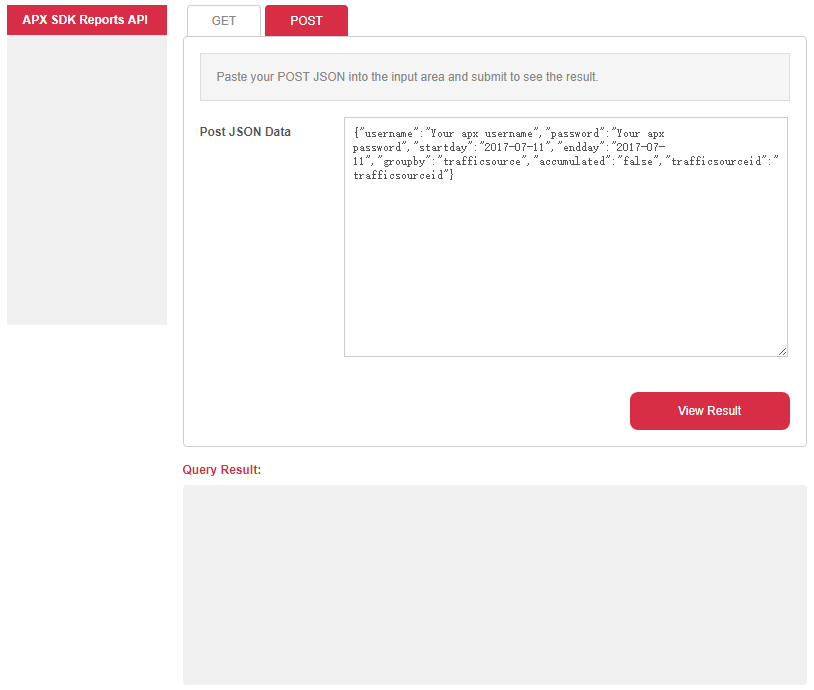 APX SDK Reports API
GET
POST
Paste your POST JSON into the input area and submit to see the result.
Post JSON Data
{"username":"Your apx username","password":"Your apx
password","startday":"2017-07-11","endday":"2017-07-
11","groupby":"trafficsource","accumulated":"false","trafficsourceid":"
trafficsourceid"}
View Result
Query Result: